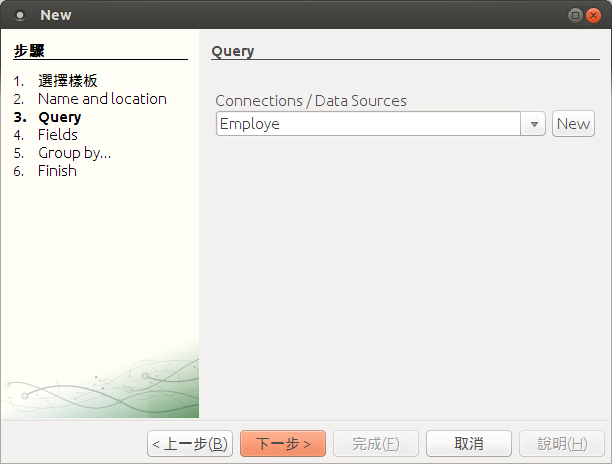 New
步驟
1. 選擇樣板
2. Name and location
3. Query
4. Fields
5. Group by...
6. Finish
Query
Connections / Data Sources
Employe
New
< 上一步(B)
下一步 >
完成(F)
取消
說明(H)